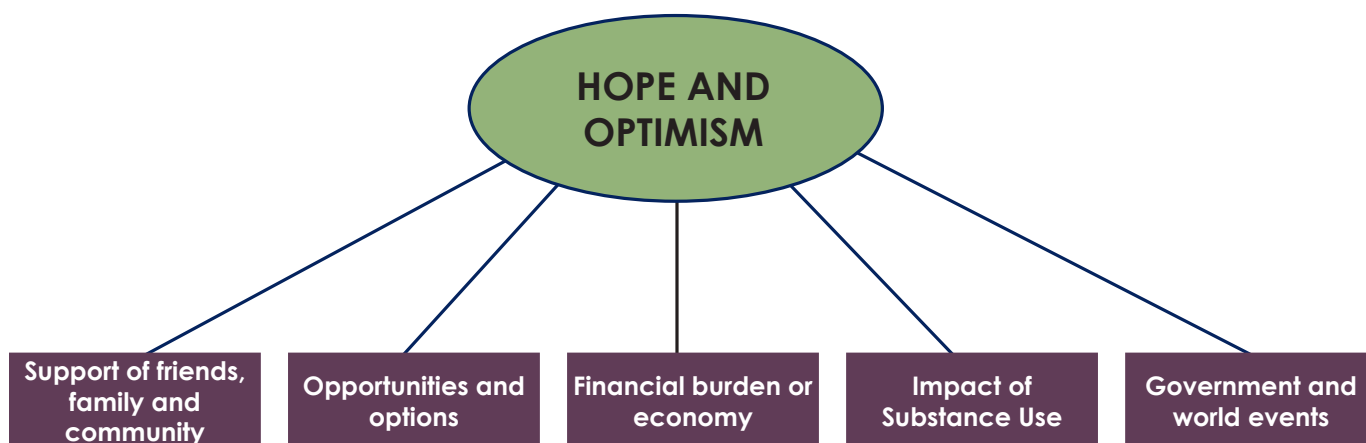 HOPE AND
OPTIMISM
Support of friends,
family and
community
Opportunities and
options
Financial burden or
economy
Impact of
Substance Use
Government and
world events